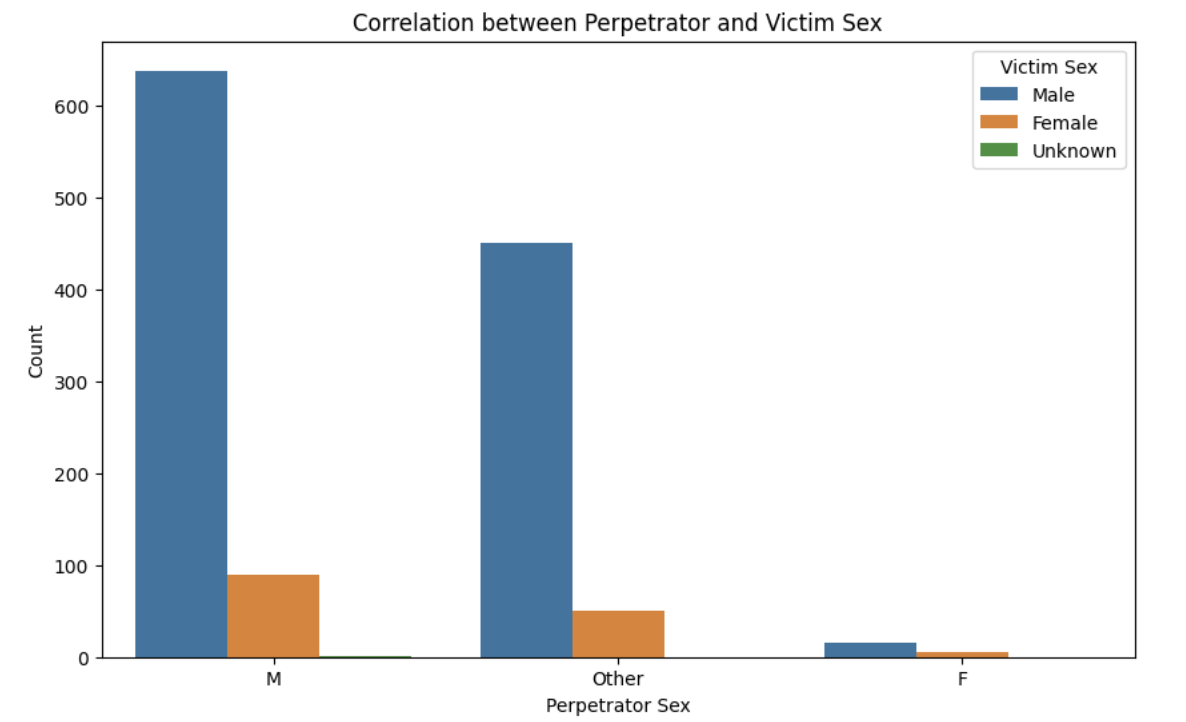 Correlation between Perpetrator and Victim Sex
Victim Sex
Male
Female
Unknown
600
500
400
300
200
100
0
Count
M
Other
F
Perpetrator Sex